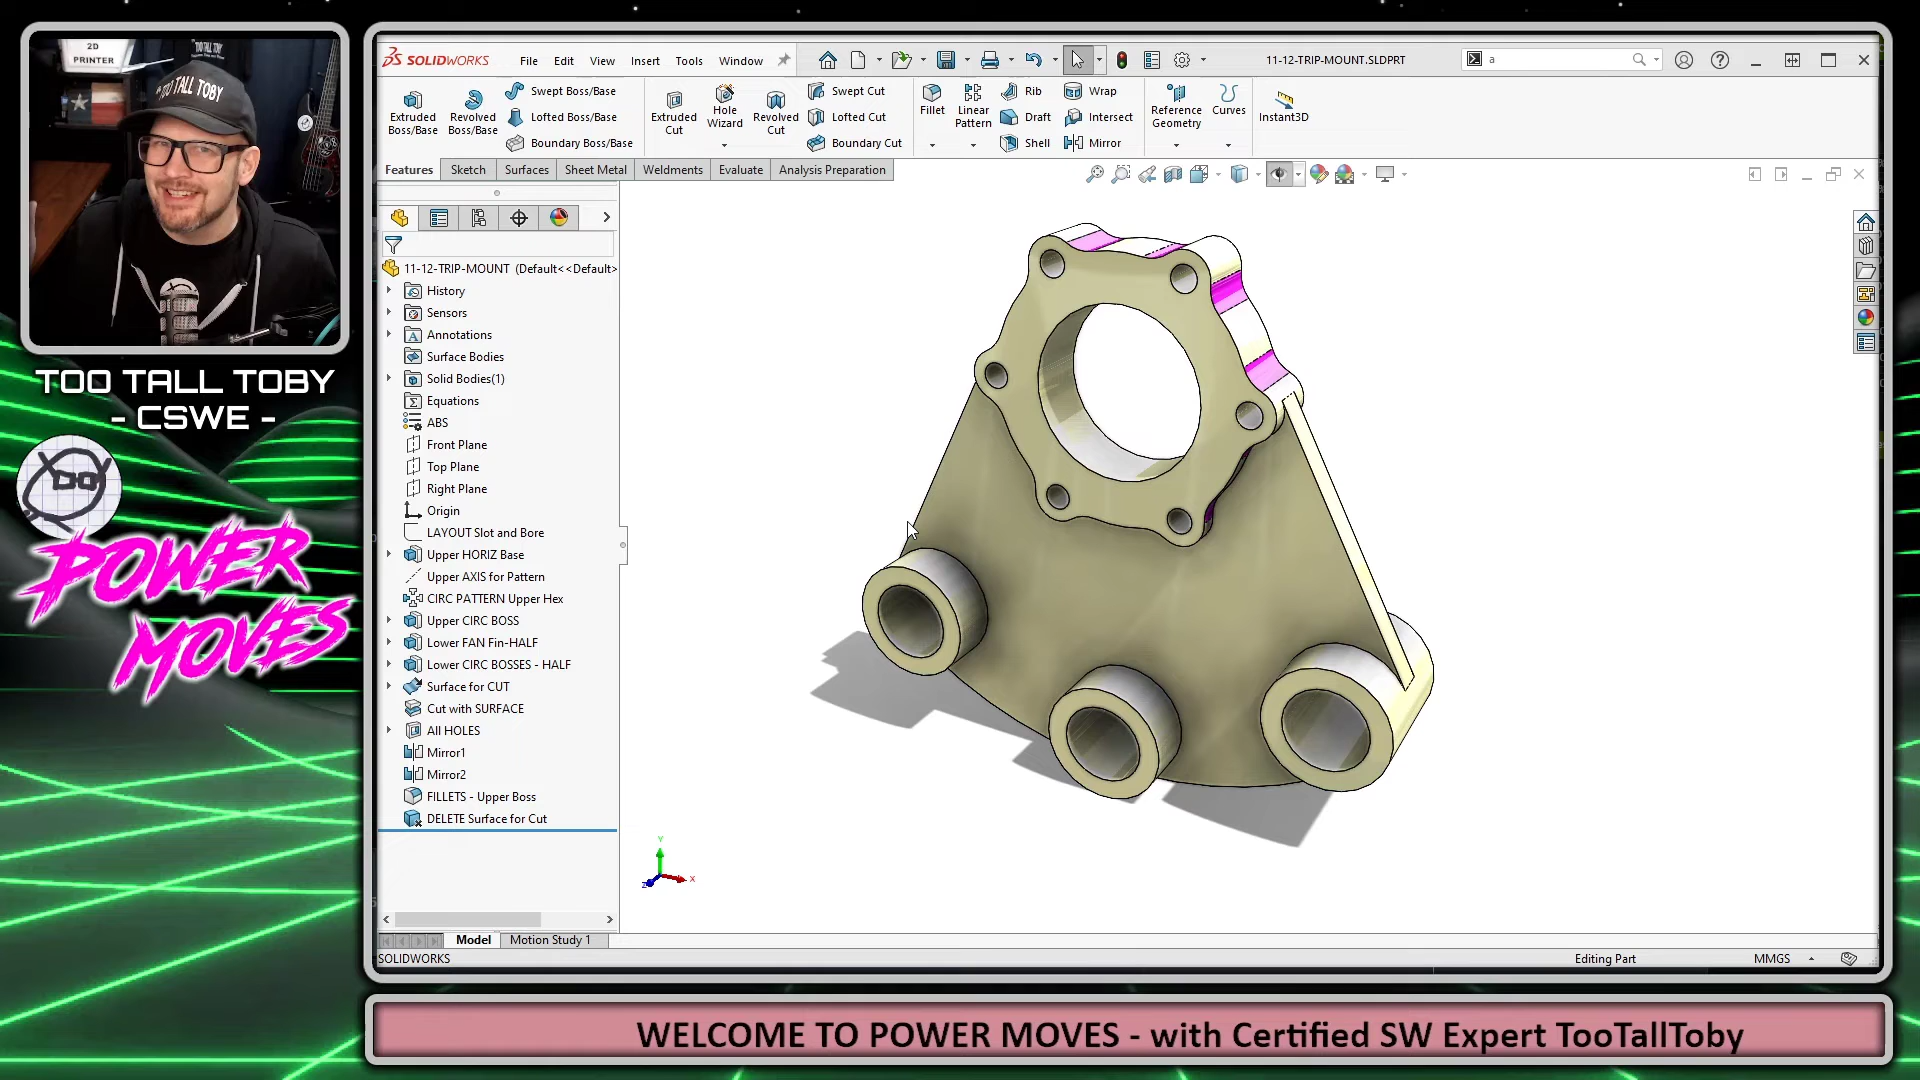 2D
PRINTER
TOO TALL TOBY
TOO TALL TOBY
- CSWE -
POWER
MOVES
SOLIDWORKS
File
Edit
View
Insert
Tools
Window
11-12-TRIP-MOUNT.SLDPRT
a
Extruded
Boss/Base
Revolved
Boss/Base
Swept Boss/Base
Lofted Boss/Base
Boundary Boss/Base
Extruded
Cut
Hole
Wizard
Revolved
Cut
Swept Cut
Lofted Cut
Boundary Cut
Fillet
Linear
Pattern
Rib
Draft
Shell
Wrap
Intersect
Mirror
Reference
Geometry
Curves
Instant3D
Features
Sketch
Surfaces
Sheet Metal
Weldments
Evaluate
Analysis Preparation
11-12-TRIP-MOUNT (Default<<Default>
History
Sensors
Annotations
Surface Bodies
Solid Bodies(1)
Equations
ABS
Front Plane
Top Plane
Right Plane
Origin
LAYOUT Slot and Bore
Upper HORIZ Base
Upper AXIS for Pattern
CIRC PATTERN Upper Hex
Upper CIRC BOSS
Lower FAN Fin-HALF
Lower CIRC BOSSES - HALF
Surface for CUT
Cut with SURFACE
All HOLES
Mirror1
Mirror2
FILLETS - Upper Boss
DELETE Surface for Cut
Y
X
Z
Model
Motion Study 1
SOLIDWORKS
Editing Part
MMGS
WELCOME TO POWER MOVES - with Certified SW Expert TooTallToby